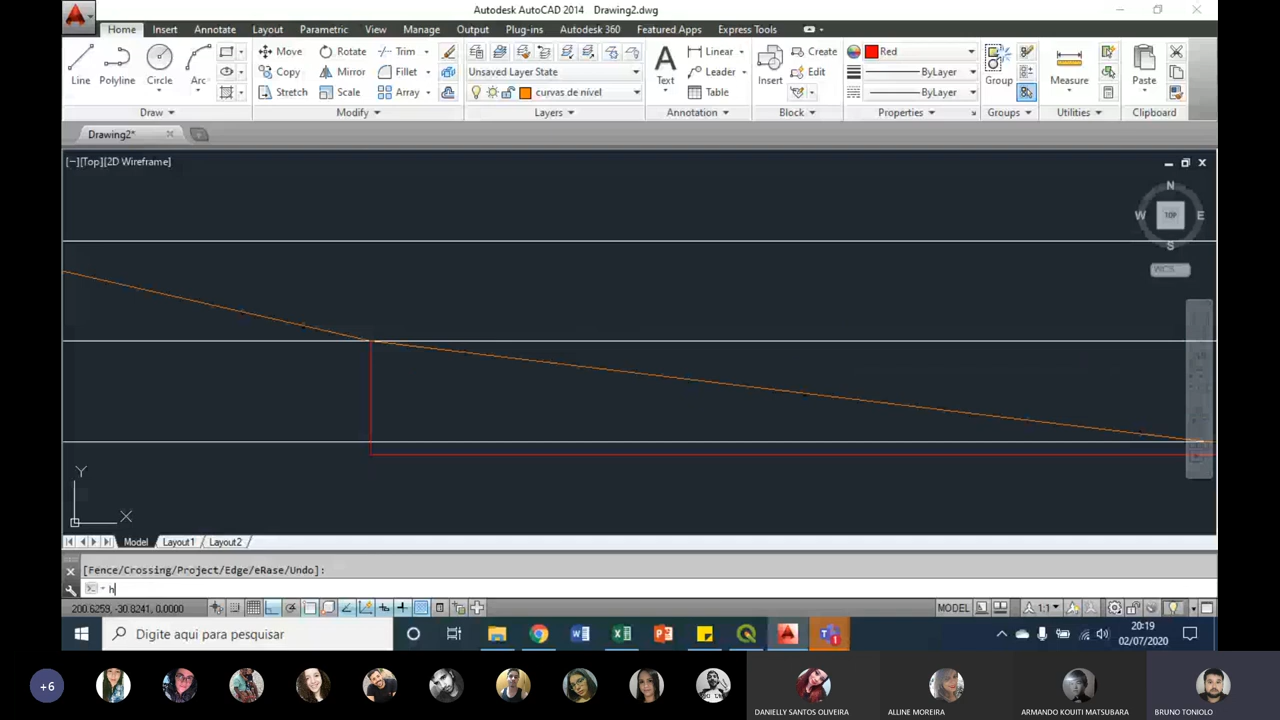 Autodesk AutoCAD 2014 Drawing2.dwg
Home Insert Annotate Layout Parametric View Manage Output Plug-ins Autodesk 360 Featured Apps Express Tools
Line Polyline Circle Arc
Move Rotate Trim
Copy Mirror Fillet
Stretch Scale Array
Unsaved Layer State
curvas de nível
Text Linear
Leader
Table
Insert Create
Edit
Red
ByLayer
ByLayer
Group Measure Paste
Draw Modify Layers Annotation Block Properties Groups Utilities Clipboard
Drawing2*
[−][Top][2D Wireframe]
N
W TOP E
S
WCS
Y
X
Model Layout1 Layout2
[Fence/Crossing/Project/Edge/eRase/Undo]:
h
200.6259, -30.8241, 0.0000 MODEL 1:1
Digite aqui para pesquisar
20:19
02/07/2020
+6
DANIELLY SANTOS OLIVEIRA ALLINE MOREIRA ARMANDO KOUITI MATSUBARA BRUNO TONIOLO